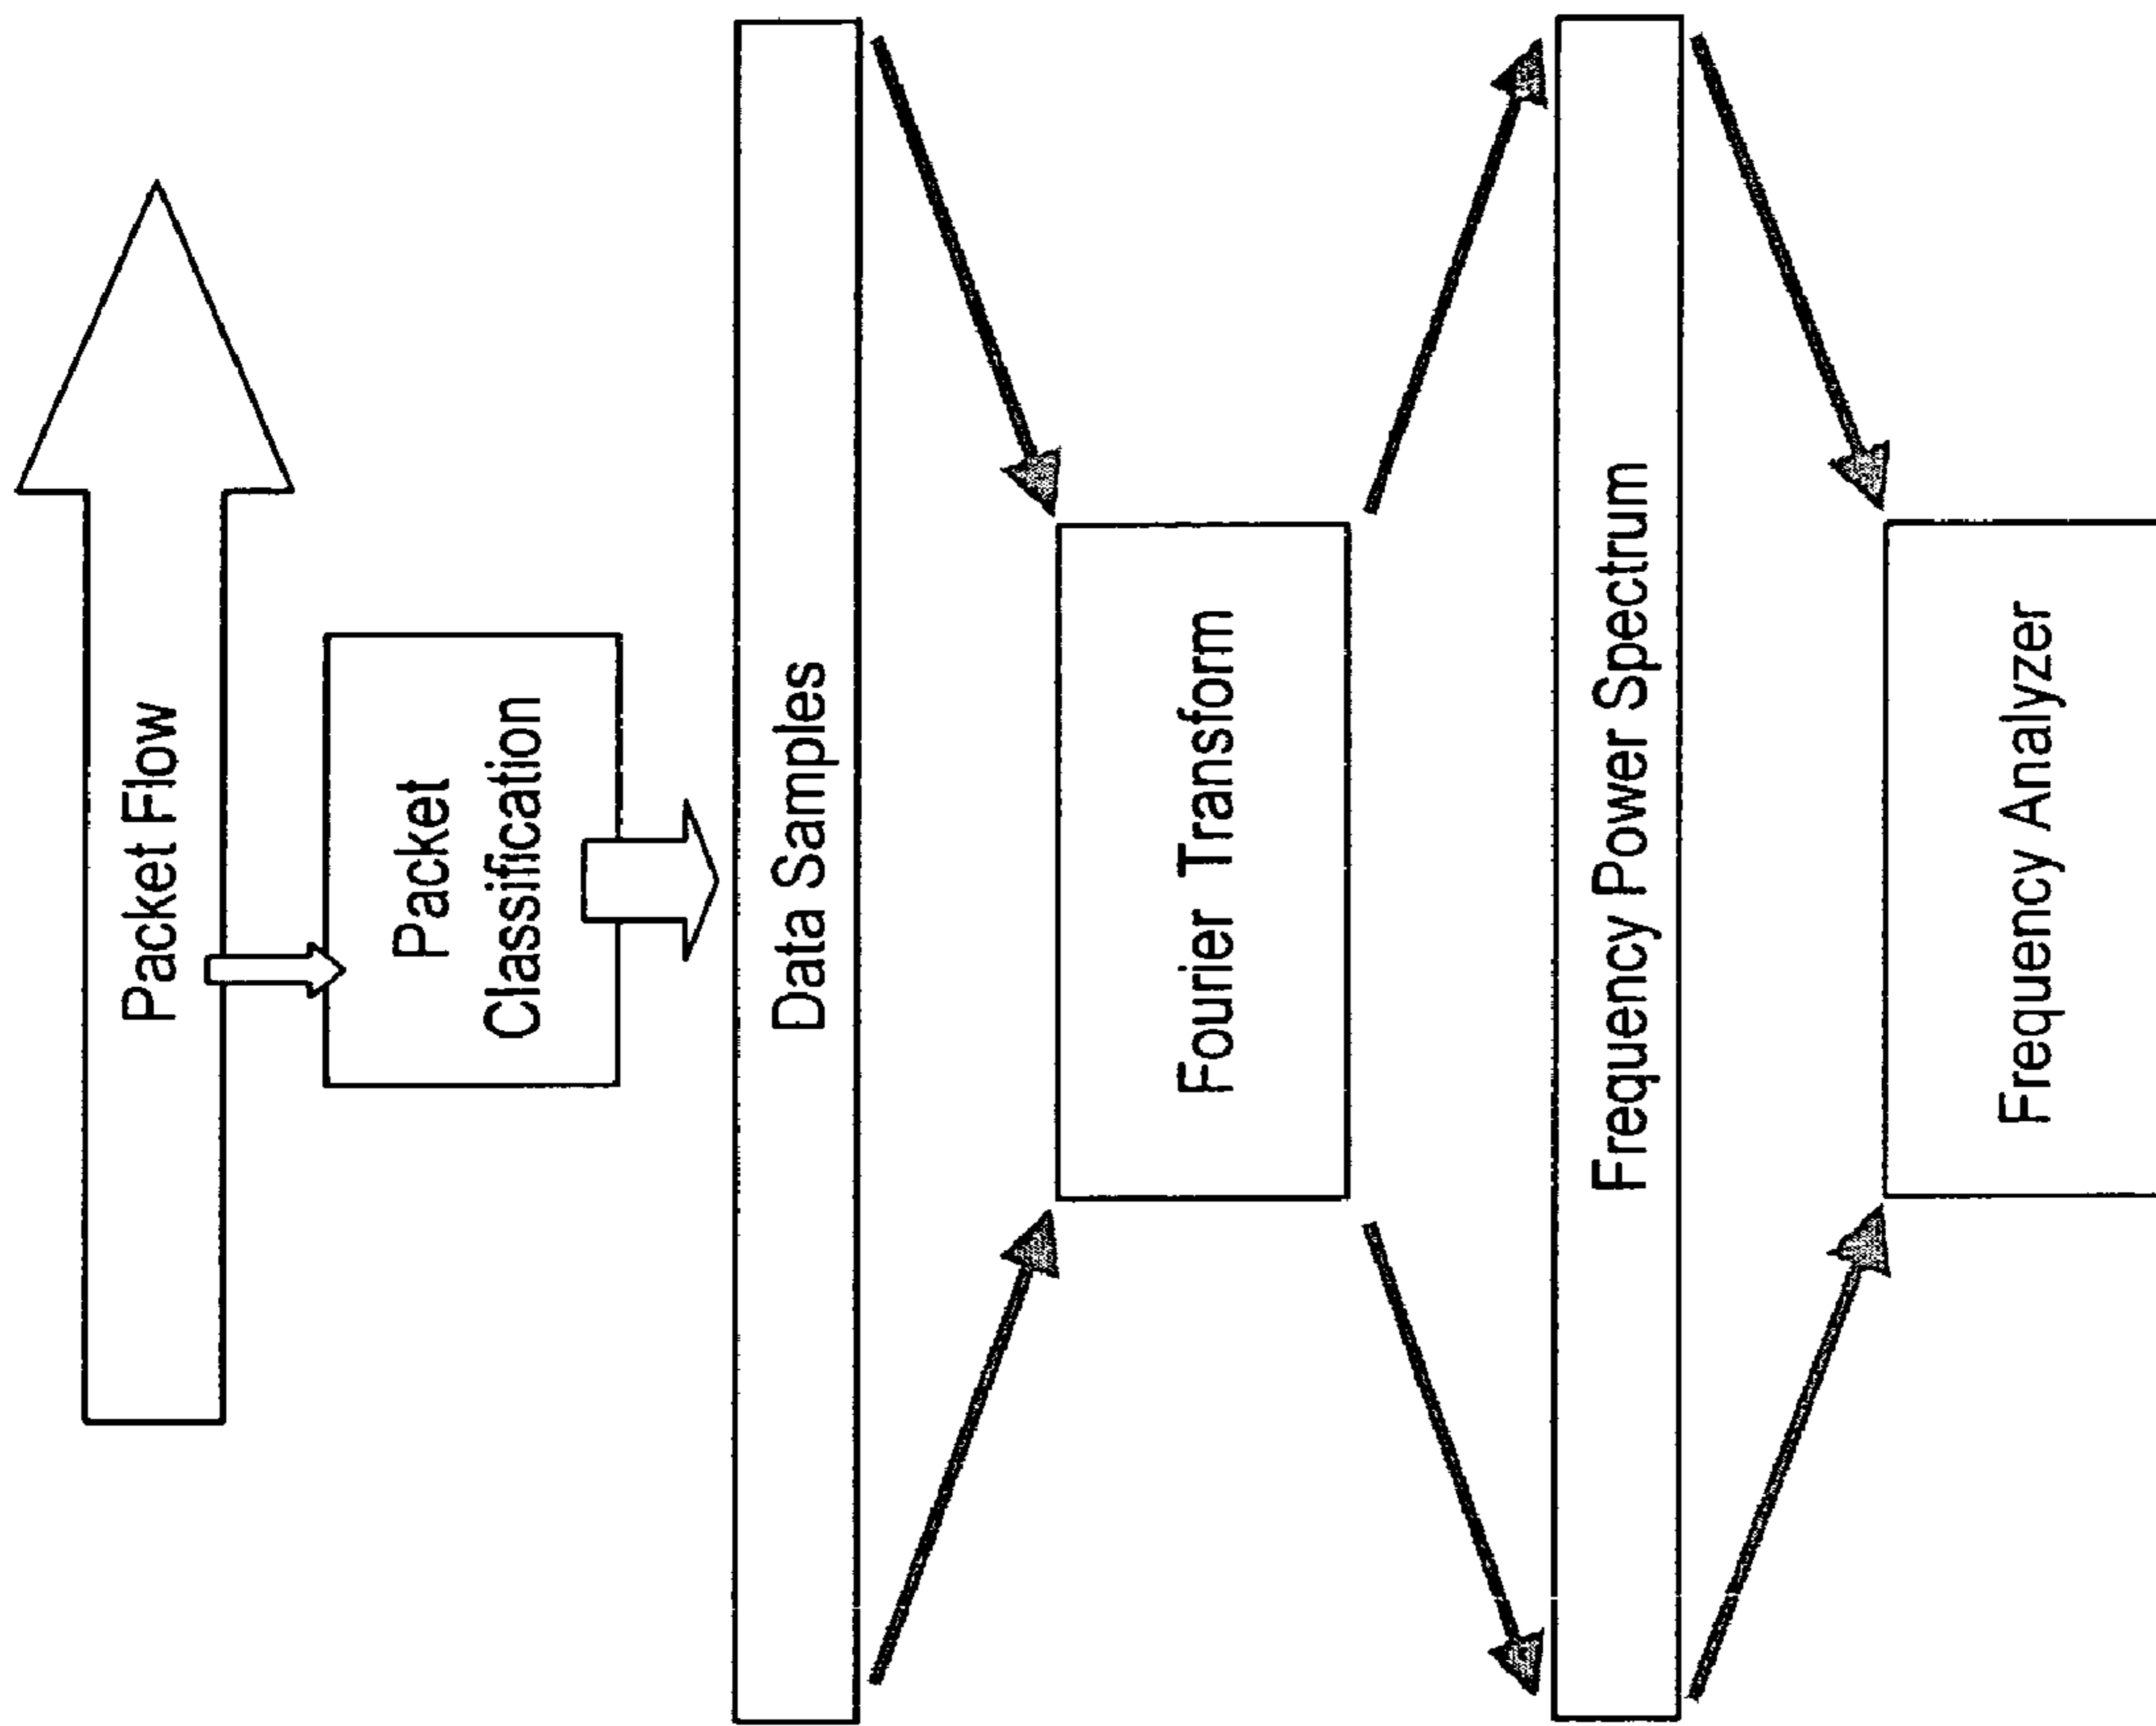 Packet Flow
Packet
Classification
Data Samples
Fourier Transform
Frequency Power Spectrum
Frequency Analyzer